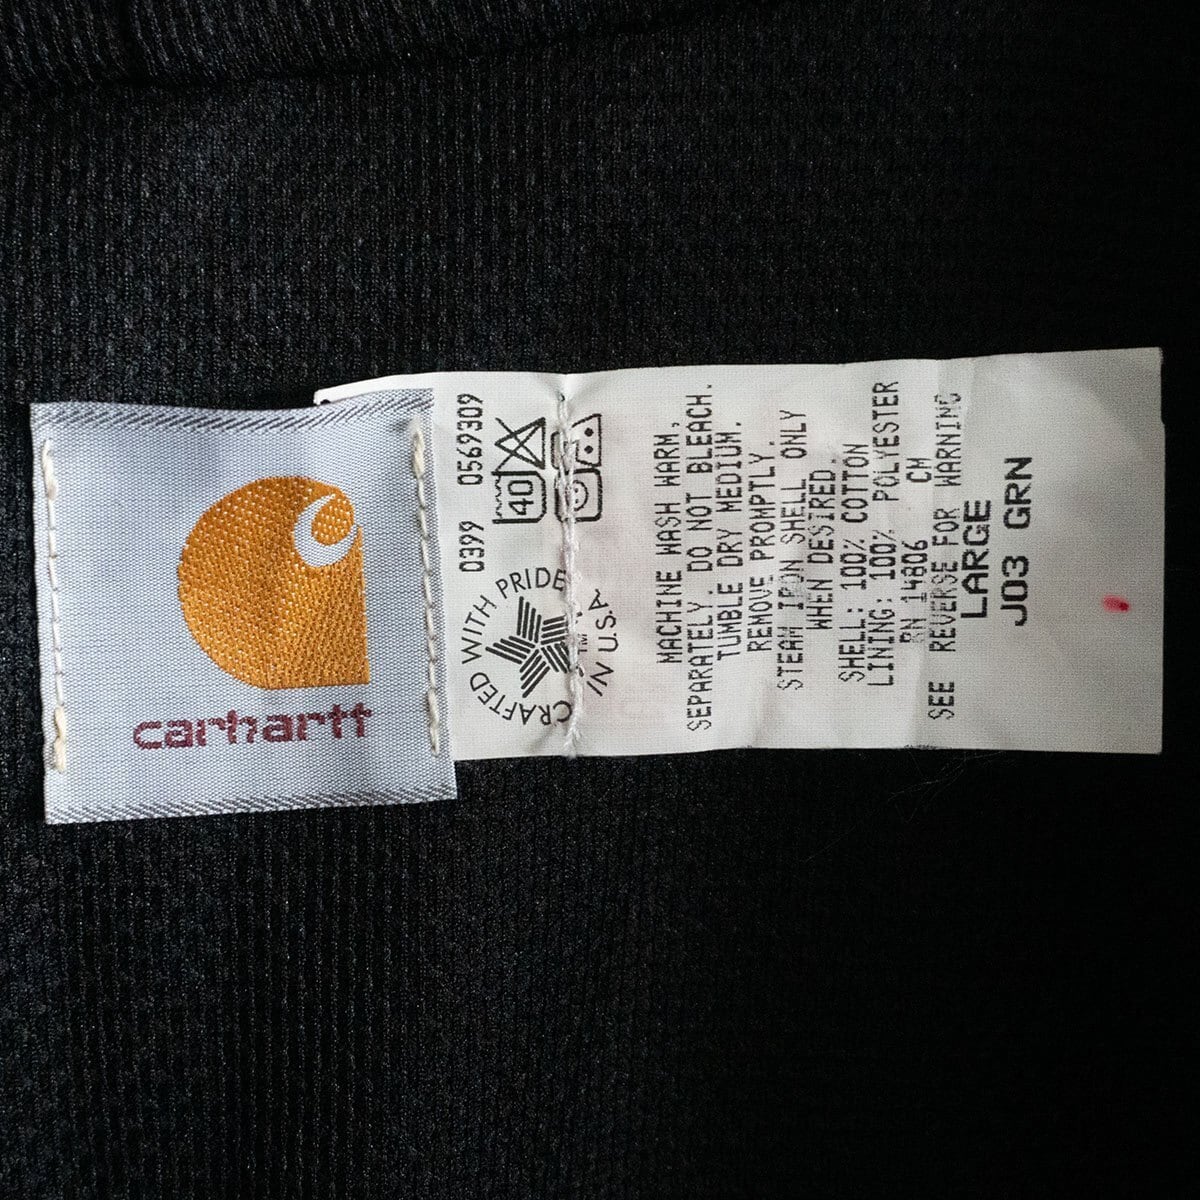 carhartt
0399 0569309
40
CRAFTED WITH PRIDE
IN U.S.A.
TM
MACHINE WASH WARM,
SEPARATELY. DO NOT BLEACH.
TUMBLE DRY MEDIUM.
REMOVE PROMPTLY.
STEAM IRON SHELL ONLY
WHEN DESIRED.
SHELL: 100% COTTON
LINING: 100% POLYESTER
RN 14806 CM
SEE REVERSE FOR WARNING
LARGE
J03 GRN